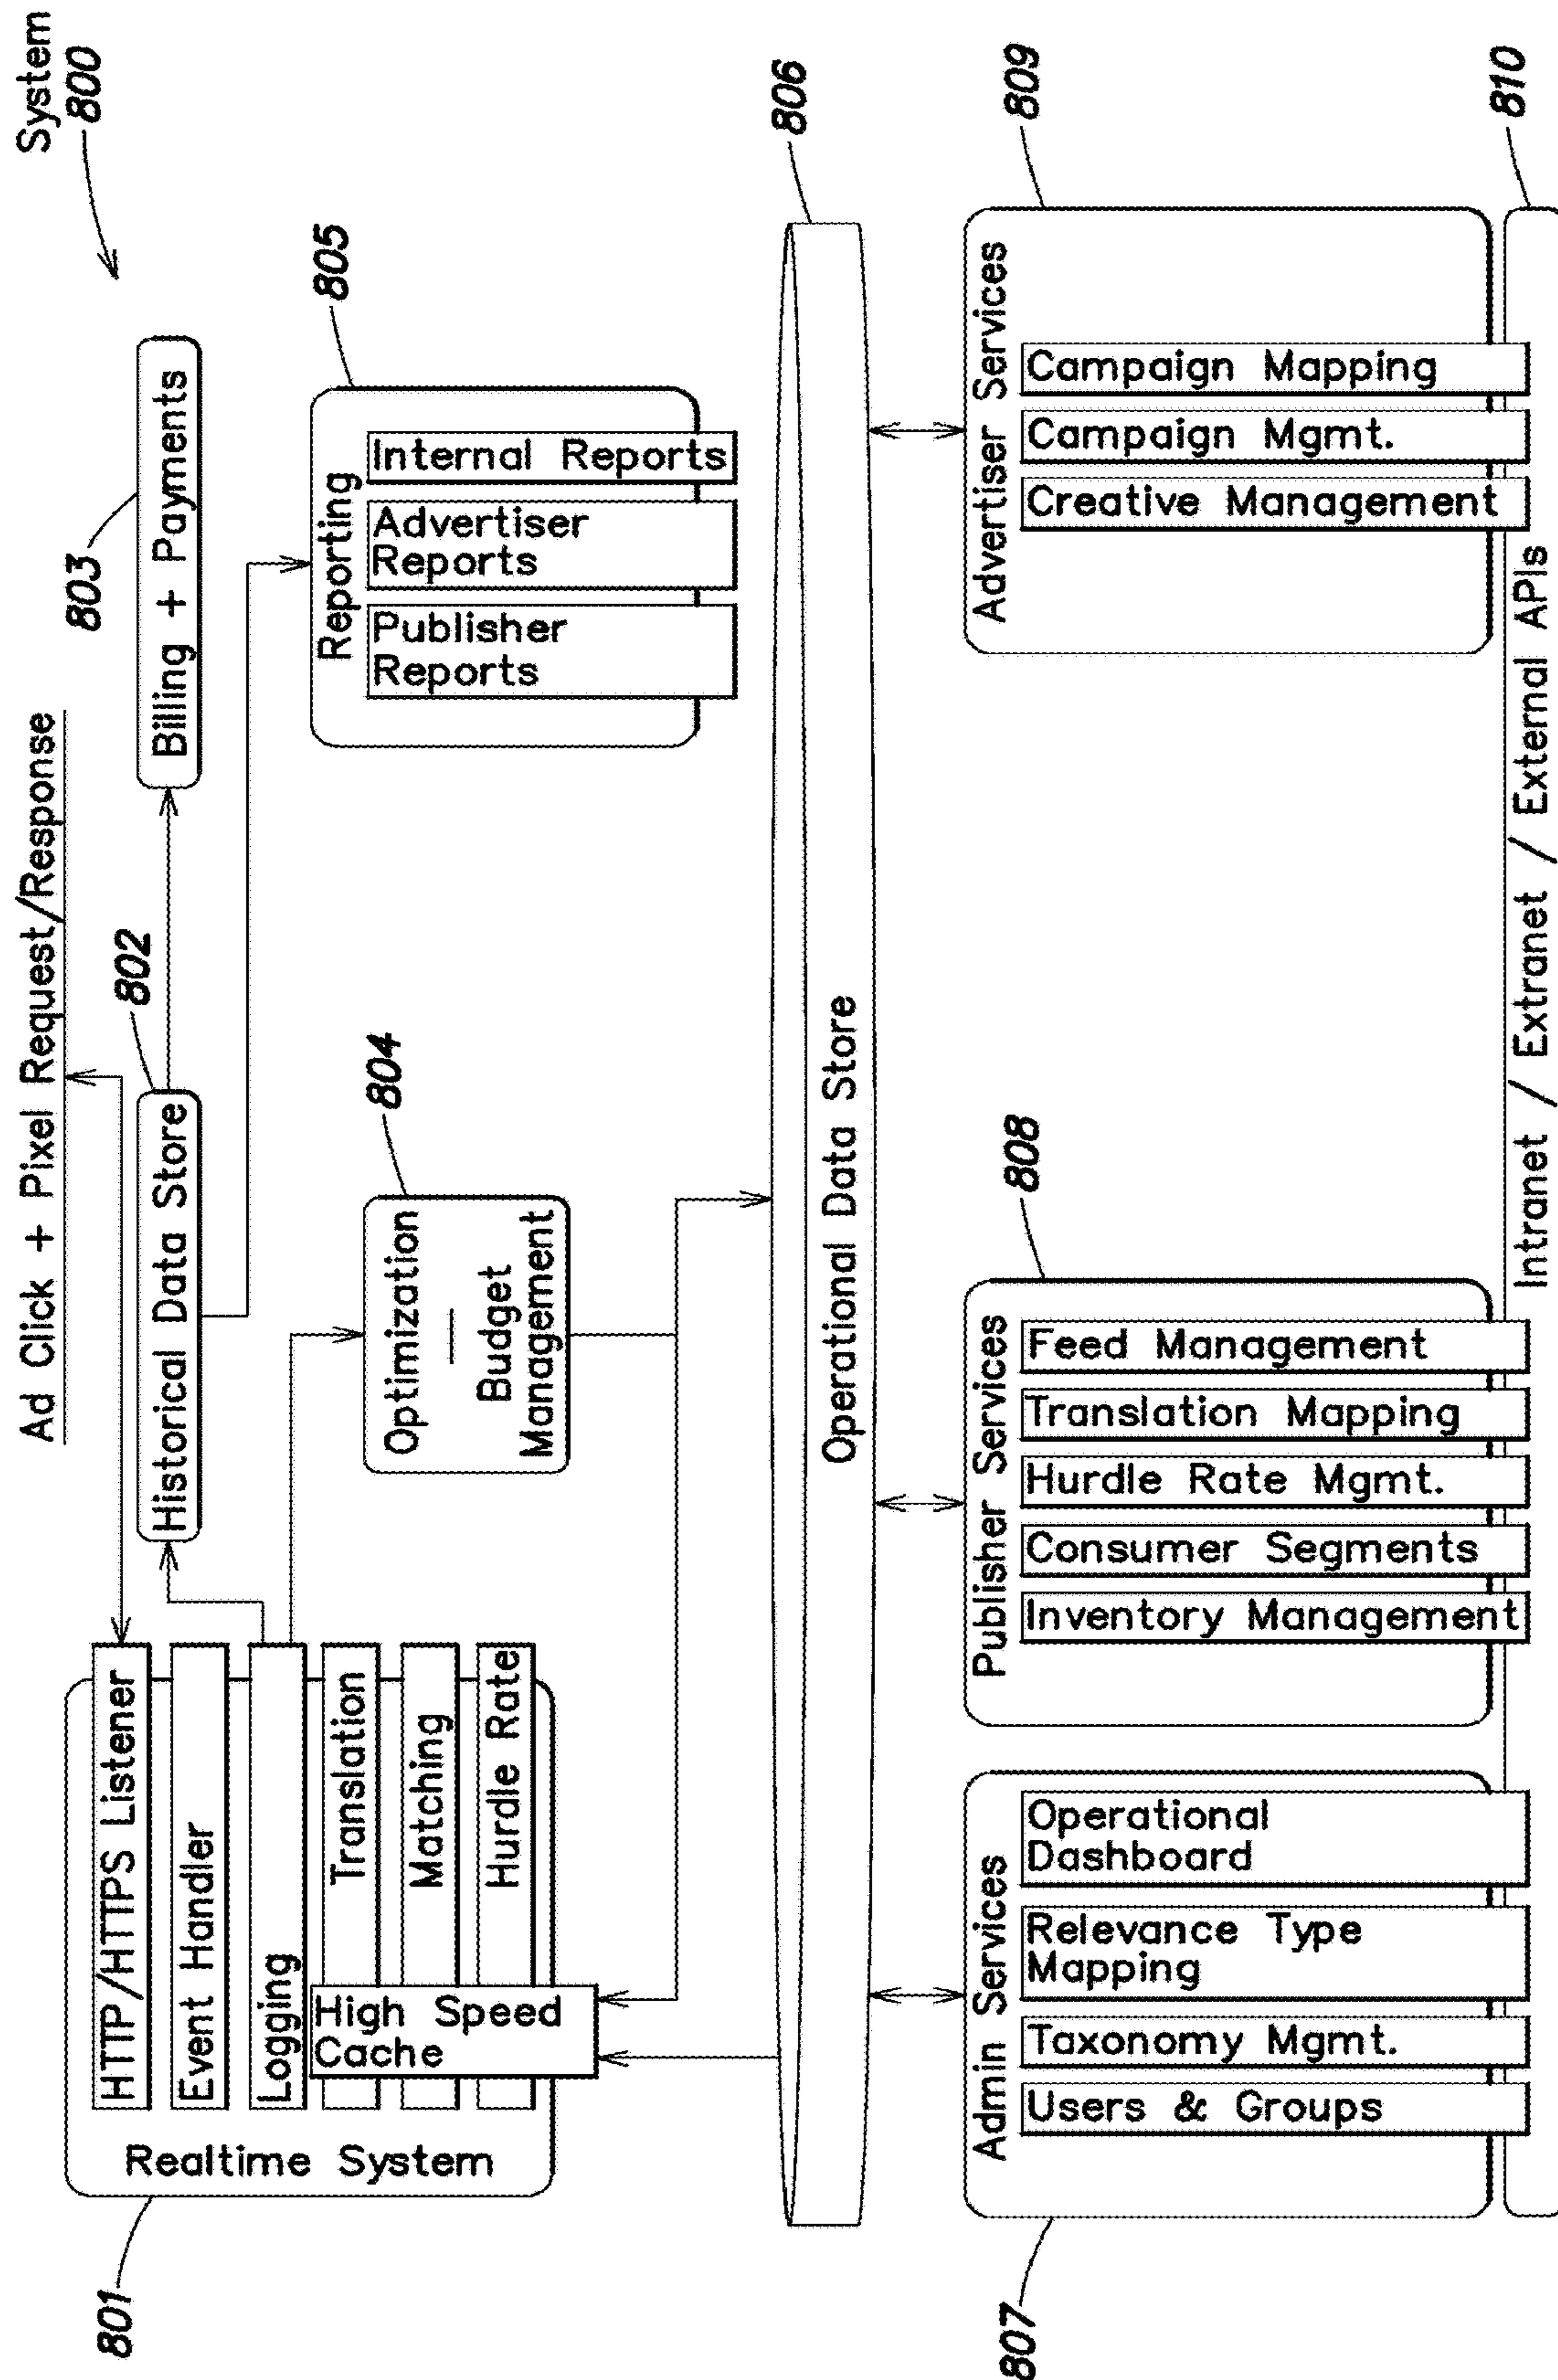 System
800
Ad Click + Pixel Request/Response
802
803
Historical Data Store
Billing + Payments
801
Realtime System
HTTP/HTTPS Listener
Event Handler
Logging
Translation
Matching
Hurdle Rate
High Speed
Cache
804
Optimization
—
Budget
Management
805
Reporting
Publisher
Reports
Advertiser
Reports
Internal Reports
806
Operational Data Store
807
Admin Services
Users & Groups
Taxonomy Mgmt.
Relevance Type
Mapping
Operational
Dashboard
808
Publisher Services
Inventory Management
Consumer Segments
Hurdle Rate Mgmt.
Translation Mapping
Feed Management
809
Advertiser Services
Creative Management
Campaign Mgmt.
Campaign Mapping
810
Intranet / Extranet / External APIs